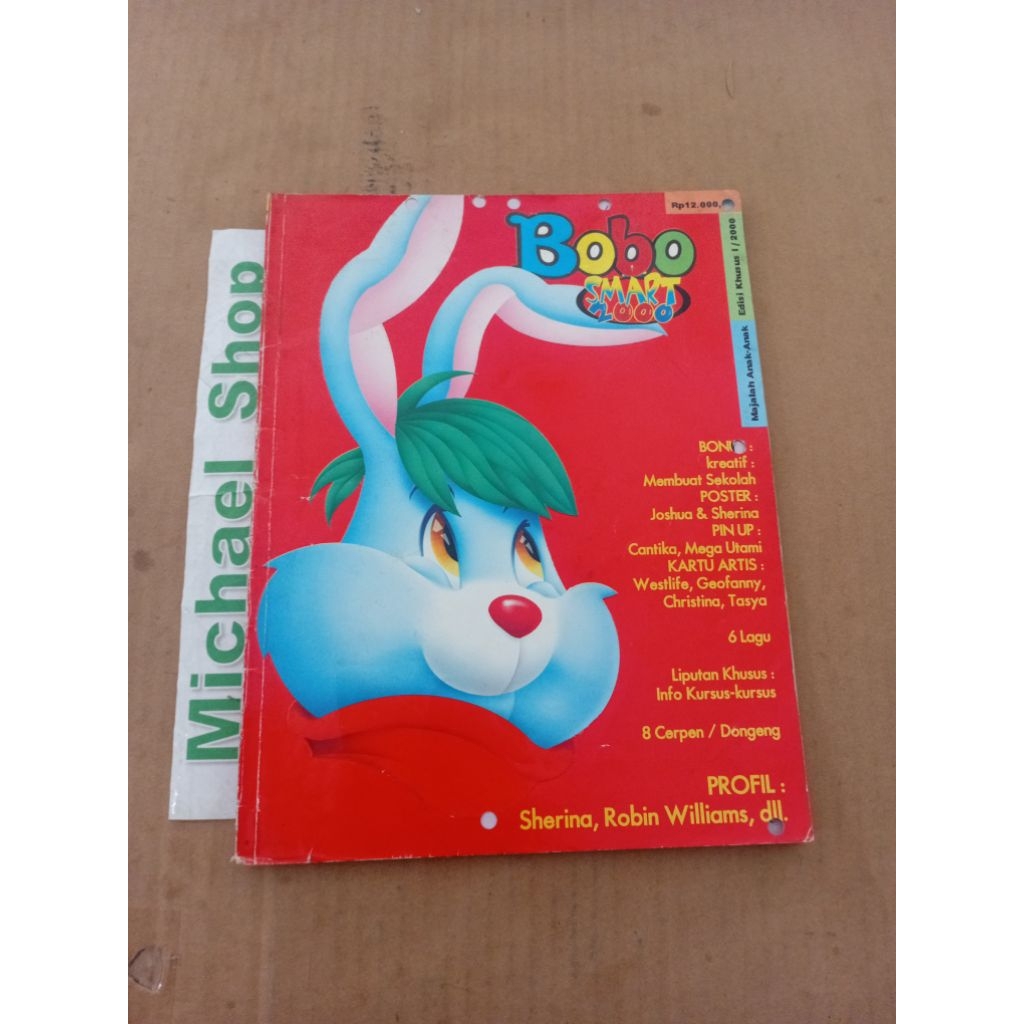 Michael Shop
Rp12.000,
Bobo
SMART
2000
Majalah Anak-Anak Edisi Khusus I/2000
kreatif :
Membuat Sekolah
POSTER :
Joshua & Sherina
PIN UP :
Cantika, Mega Utami
KARTU ARTIS :
Westlife, Geofanny,
Christina, Tasya
6 Lagu
Liputan Khusus :
Info Kursus-kursus
8 Cerpen / Dongeng
PROFIL :
Sherina, Robin Williams, dll.